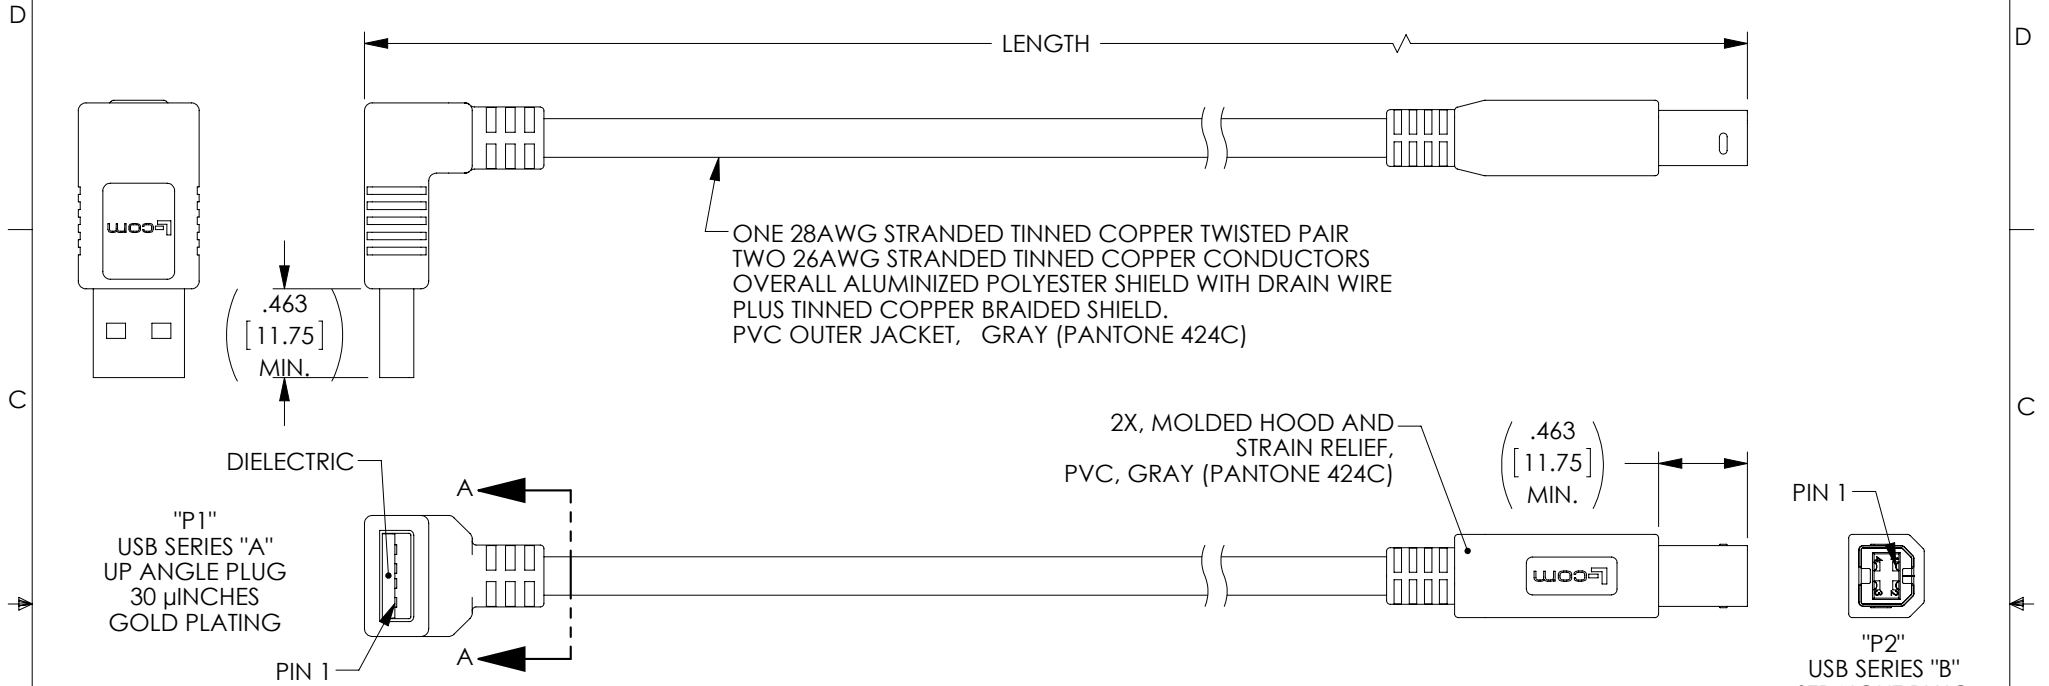 D
D
LENGTH
L-com
ONE 28AWG STRANDED TINNED COPPER TWISTED PAIR
TWO 26AWG STRANDED TINNED COPPER CONDUCTORS
OVERALL ALUMINIZED POLYESTER SHIELD WITH DRAIN WIRE
PLUS TINNED COPPER BRAIDED SHIELD.
PVC OUTER JACKET, GRAY (PANTONE 424C)
( .463
[11.75]
MIN. )
C
C
2X, MOLDED HOOD AND
STRAIN RELIEF,
PVC, GRAY (PANTONE 424C)
( .463
[11.75]
MIN. )
DIELECTRIC
A
PIN 1
"P1"
USB SERIES "A"
UP ANGLE PLUG
30 µINCHES
GOLD PLATING
L-com
A
PIN 1
"P2"
USB SERIES "B"